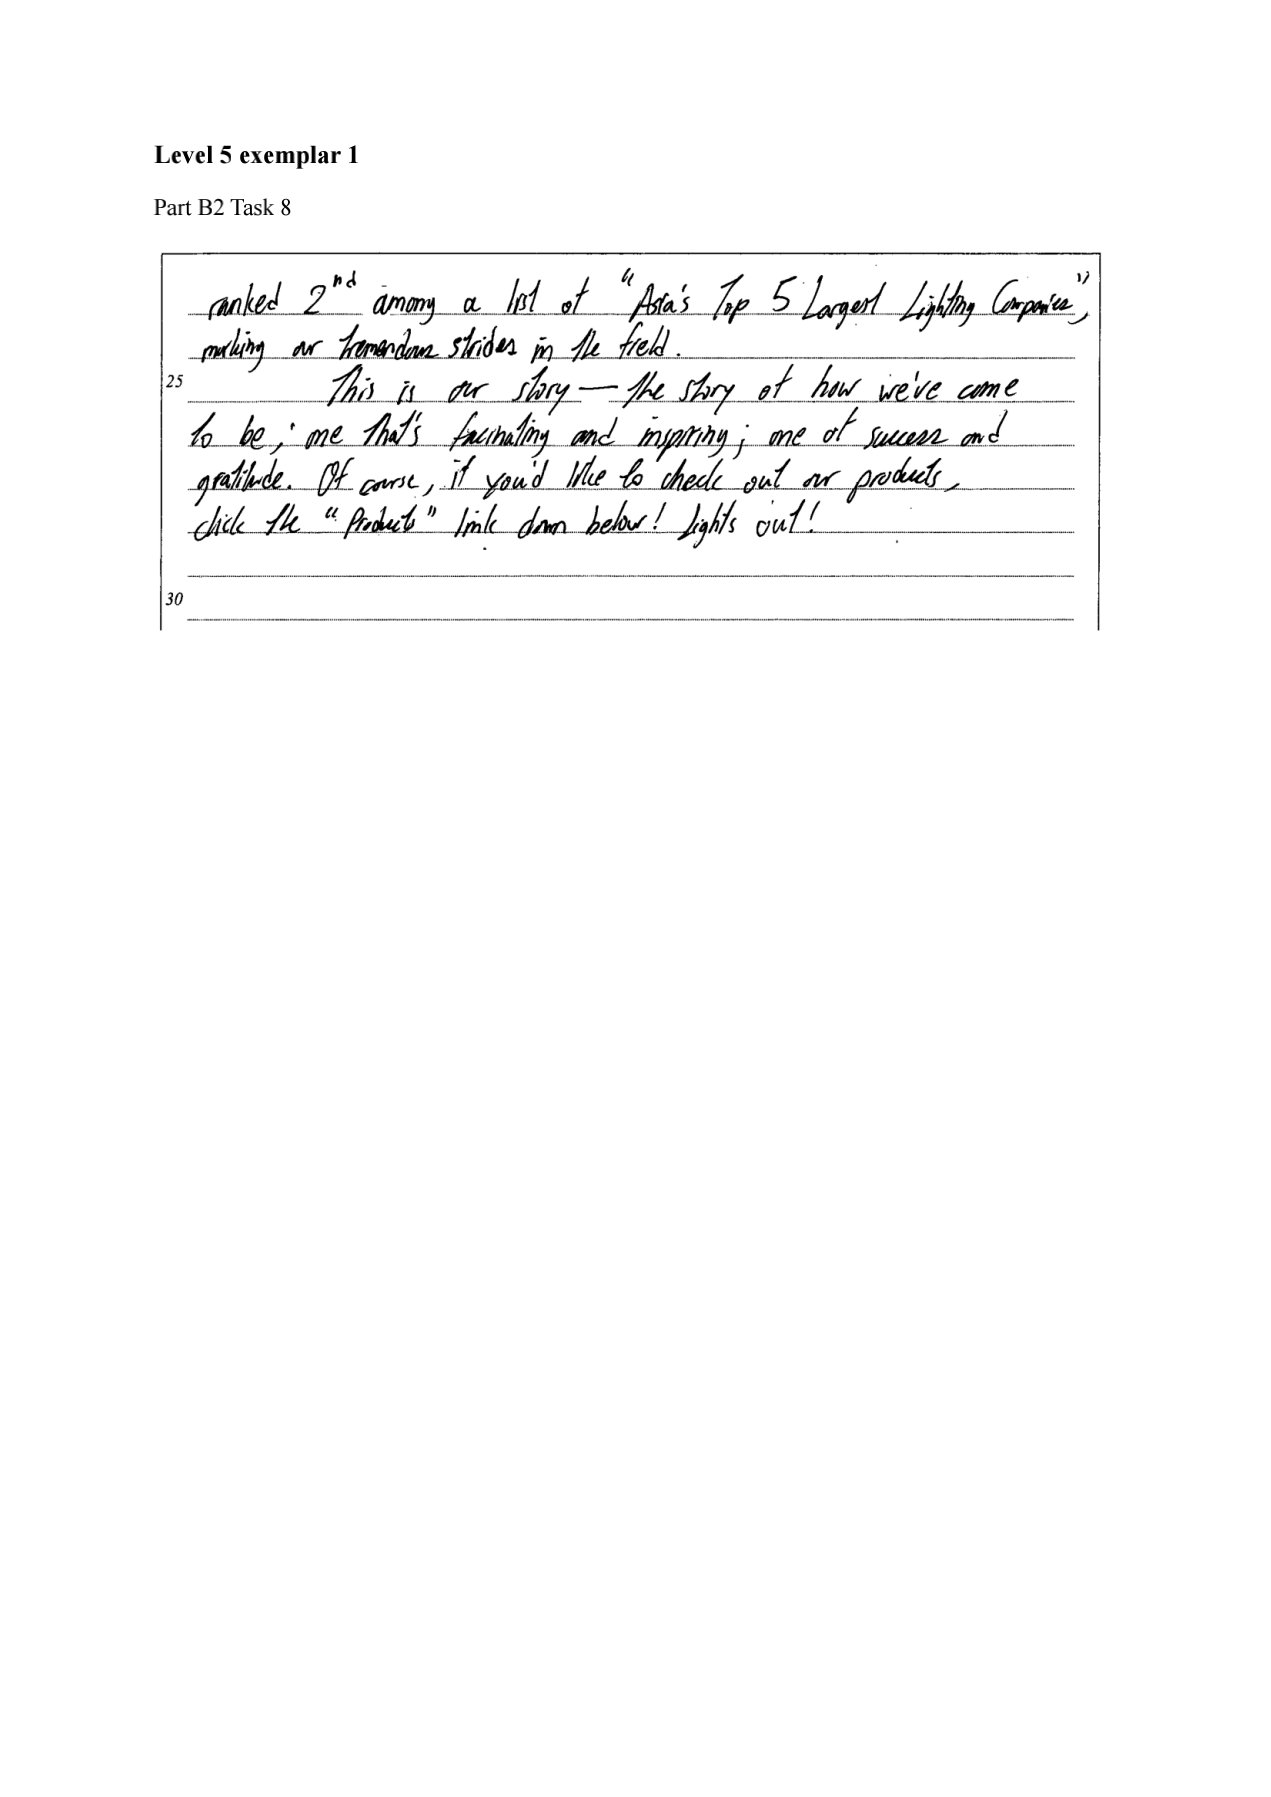 Level 5 exemplar 1
Part B2 Task 8
ranked 2nd among a list of "Asia's Top 5 Largest Lighting Companies",
marking our tremendous strides in the field.
25 This is our story — the story of how we've come
to be; one that's facinating and inspiring; one of success and
gratitude. Of course, if you'd like to check out our products,
click the "Products" link down below! Lights out!
30